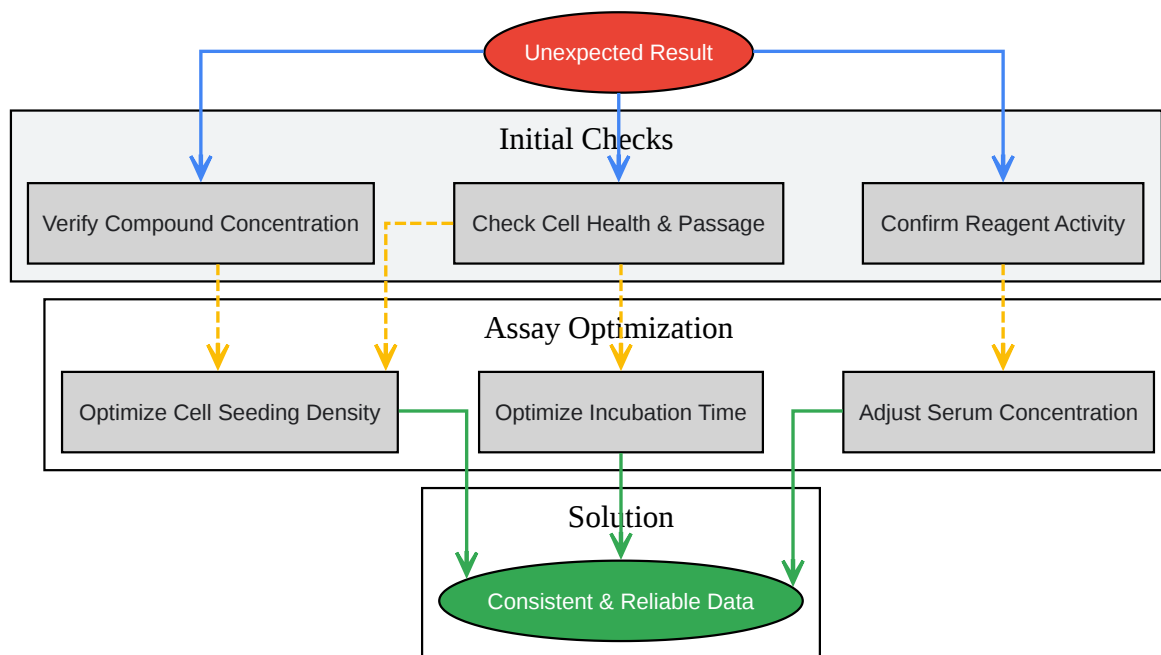 Unexpected Result
Initial Checks
Verify Compound Concentration
Check Cell Health & Passage
Confirm Reagent Activity
Assay Optimization
Optimize Cell Seeding Density
Optimize Incubation Time
Adjust Serum Concentration
Solution
Consistent & Reliable Data